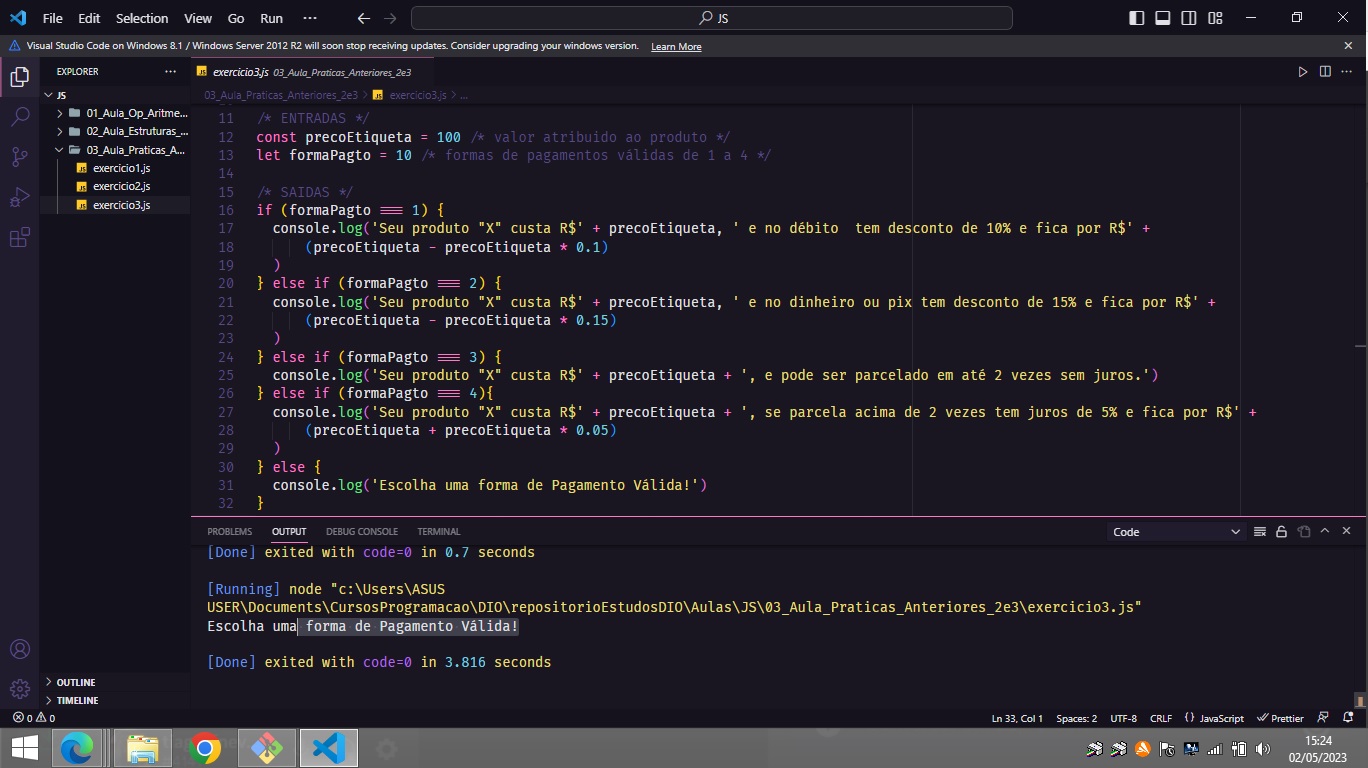 File Edit Selection View Go Run ··· JS
Visual Studio Code on Windows 8.1 / Windows Server 2012 R2 will soon stop receiving updates. Consider upgrading your windows version. Learn More
EXPLORER
JS
01_Aula_Op_Aritme...
02_Aula_Estruturas_...
03_Aula_Praticas_A...
exercicio1.js
exercicio2.js
exercicio3.js
OUTLINE
TIMELINE
exercicio3.js 03_Aula_Praticas_Anteriores_2e3
03_Aula_Praticas_Anteriores_2e3 > exercicio3.js > ...
11 /* ENTRADAS */
12 const precoEtiqueta = 100 /* valor atribuido ao produto */
13 let formaPagto = 10 /* formas de pagamentos válidas de 1 a 4 */
14
15 /* SAIDAS */
16 if (formaPagto === 1) {
17 console.log('Seu produto "X" custa R$' + precoEtiqueta, ' e no débito  tem desconto de 10% e fica por R$' +
18 (precoEtiqueta - precoEtiqueta * 0.1)
19 )
20 } else if (formaPagto === 2) {
21 console.log('Seu produto "X" custa R$' + precoEtiqueta, ' e no dinheiro ou pix tem desconto de 15% e fica por R$' +
22 (precoEtiqueta - precoEtiqueta * 0.15)
23 )
24 } else if (formaPagto === 3) {
25 console.log('Seu produto "X" custa R$' + precoEtiqueta + ', e pode ser parcelado em até 2 vezes sem juros.')
26 } else if (formaPagto === 4){
27 console.log('Seu produto "X" custa R$' + precoEtiqueta + ', se parcela acima de 2 vezes tem juros de 5% e fica por R$' +
28 (precoEtiqueta + precoEtiqueta * 0.05)
29 )
30 } else {
31 console.log('Escolha uma forma de Pagamento Válida!')
32 }
PROBLEMS OUTPUT DEBUG CONSOLE TERMINAL Code
[Done] exited with code=0 in 0.7 seconds
[Running] node "c:\Users\ASUS
USER\Documents\CursosProgramacao\DIO\repositorioEstudosDIO\Aulas\JS\03_Aula_Praticas_Anteriores_2e3\exercicio3.js"
Escolha uma forma de Pagamento Válida!
[Done] exited with code=0 in 3.816 seconds
0 0 Ln 33, Col 1 Spaces: 2 UTF-8 CRLF {} JavaScript Prettier
15:24
02/05/2023